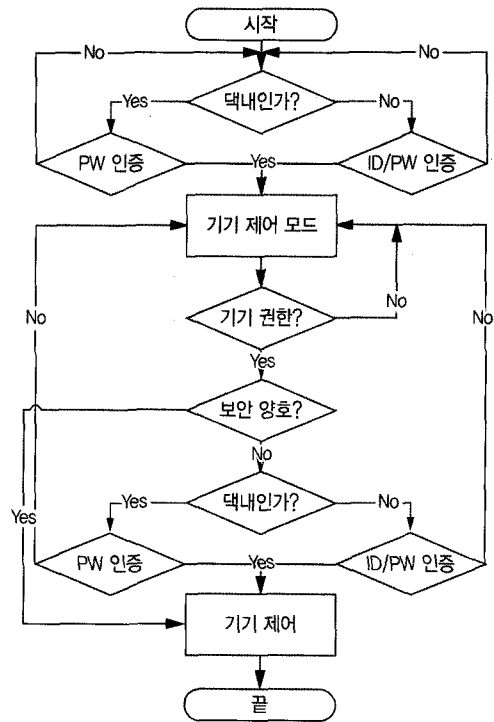 시작
No
No
댁내인가?
Yes
No
PW 인증
Yes
ID/PW 인증
기기 제어 모드
No
기기 권한?
No
No
Yes
보안 양호?
No
Yes
댁내인가?
Yes
No
PW 인증
Yes
ID/PW 인증
기기 제어
끝